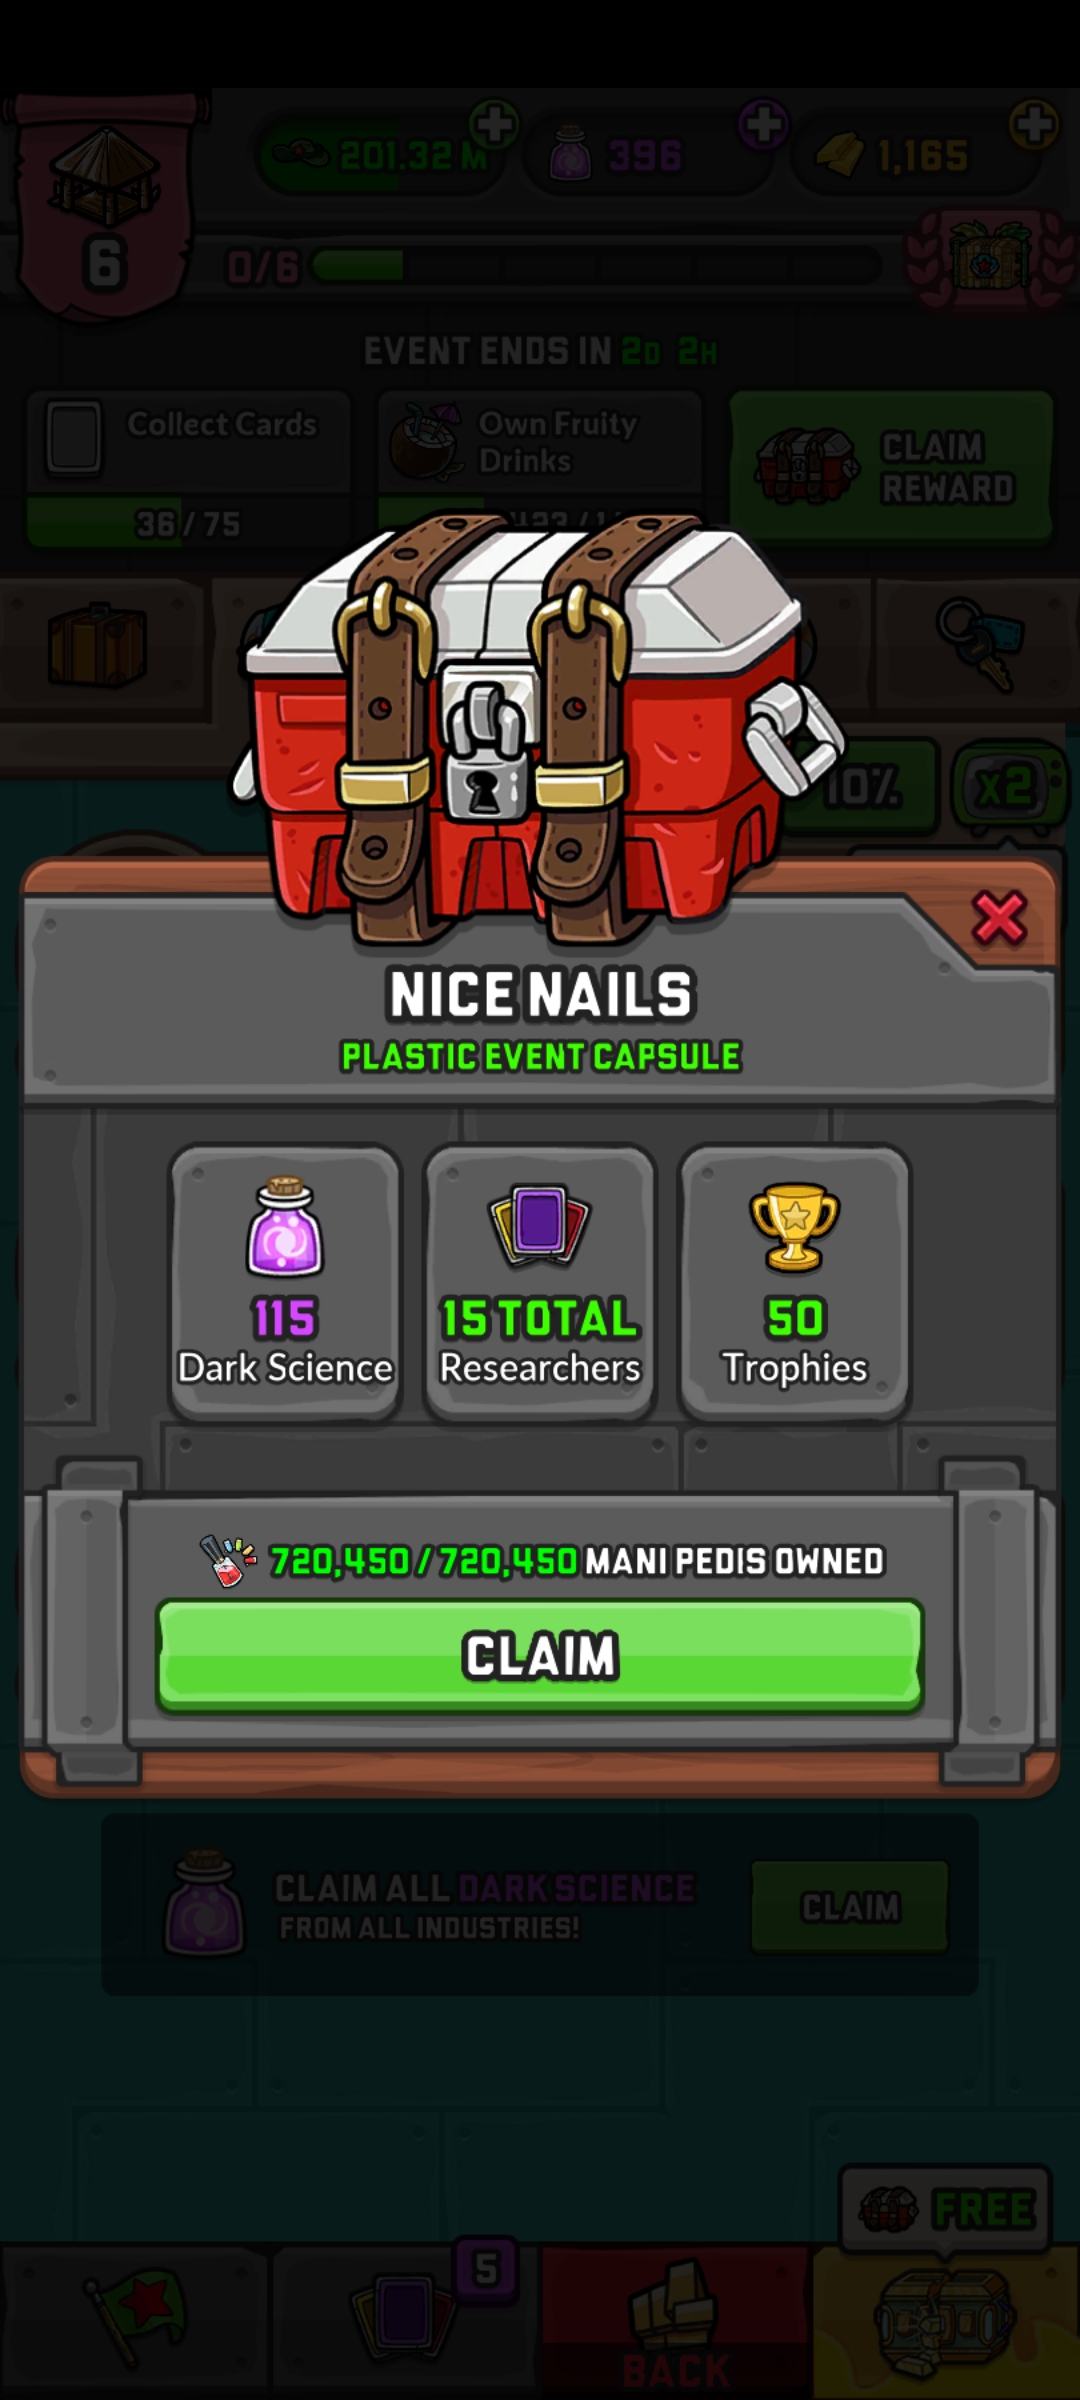 201.32 M
396
1,165
6
0/6
EVENT ENDS IN 2D 2H
Collect Cards
Own Fruity
Drinks
CLAIM
REWARD
36 / 75
10%
x2
NICE NAILS
PLASTIC EVENT CAPSULE
115
Dark Science
15 TOTAL
Researchers
50
Trophies
720,450 / 720,450 MANI PEDIS OWNED
CLAIM
CLAIM ALL DARK SCIENCE
FROM ALL INDUSTRIES!
CLAIM
FREE
5
BACK